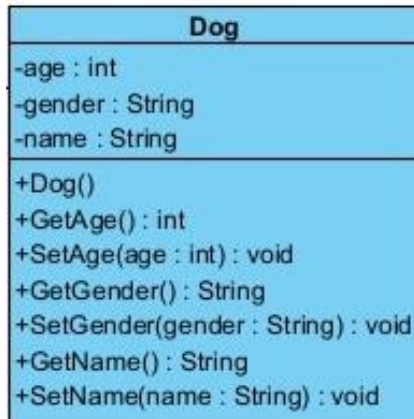 Dog
-age : int
-gender : String
-name : String
+Dog()
+GetAge() : int
+SetAge(age : int) : void
+GetGender() : String
+SetGender(gender : String) : void
+GetName() : String
+SetName(name : String) : void